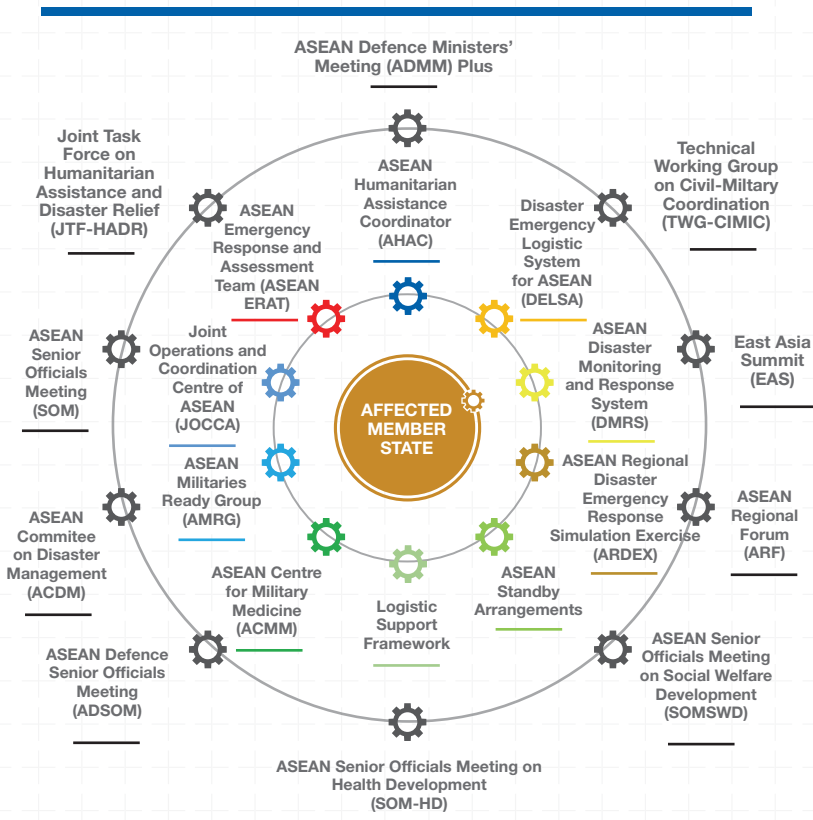 ASEAN Defence Ministers'
Meeting (ADMM) Plus
Joint Task
Force on
Humanitarian
Assistance and
Disaster Relief
(JTF-HADR)
Technical
Working Group
on Civil-Miltary
Coordination
(TWG-CIMIC)
ASEAN
Humanitarian
Assistance
Coordinator
(AHAC)
ASEAN
Emergency
Response and
Assessment
Team (ASEAN
ERAT)
Disaster
Emergency
Logistic
System
for ASEAN
(DELSA)
ASEAN
Senior
Officials
Meeting
(SOM)
Joint
Operations and
Coordination
Centre of
ASEAN
(JOCCA)
ASEAN
Disaster
Monitoring
and Response
System
(DMRS)
East Asia
Summit
(EAS)
AFFECTED
MEMBER
STATE
ASEAN
Militaries
Ready Group
(AMRG)
ASEAN Regional
Disaster
Emergency
Response
Simulation Exercise
(ARDEX)
ASEAN
Commitee
on Disaster
Management
(ACDM)
ASEAN
Regional
Forum
(ARF)
ASEAN Centre
for Military
Medicine
(ACMM)
Logistic
Support
Framework
ASEAN
Standby
Arrangements
ASEAN Defence
Senior Officials
Meeting
(ADSOM)
ASEAN Senior
Officials Meeting
on Social Welfare
Development
(SOMSWD)
ASEAN Senior Officials Meeting on
Health Development
(SOM-HD)